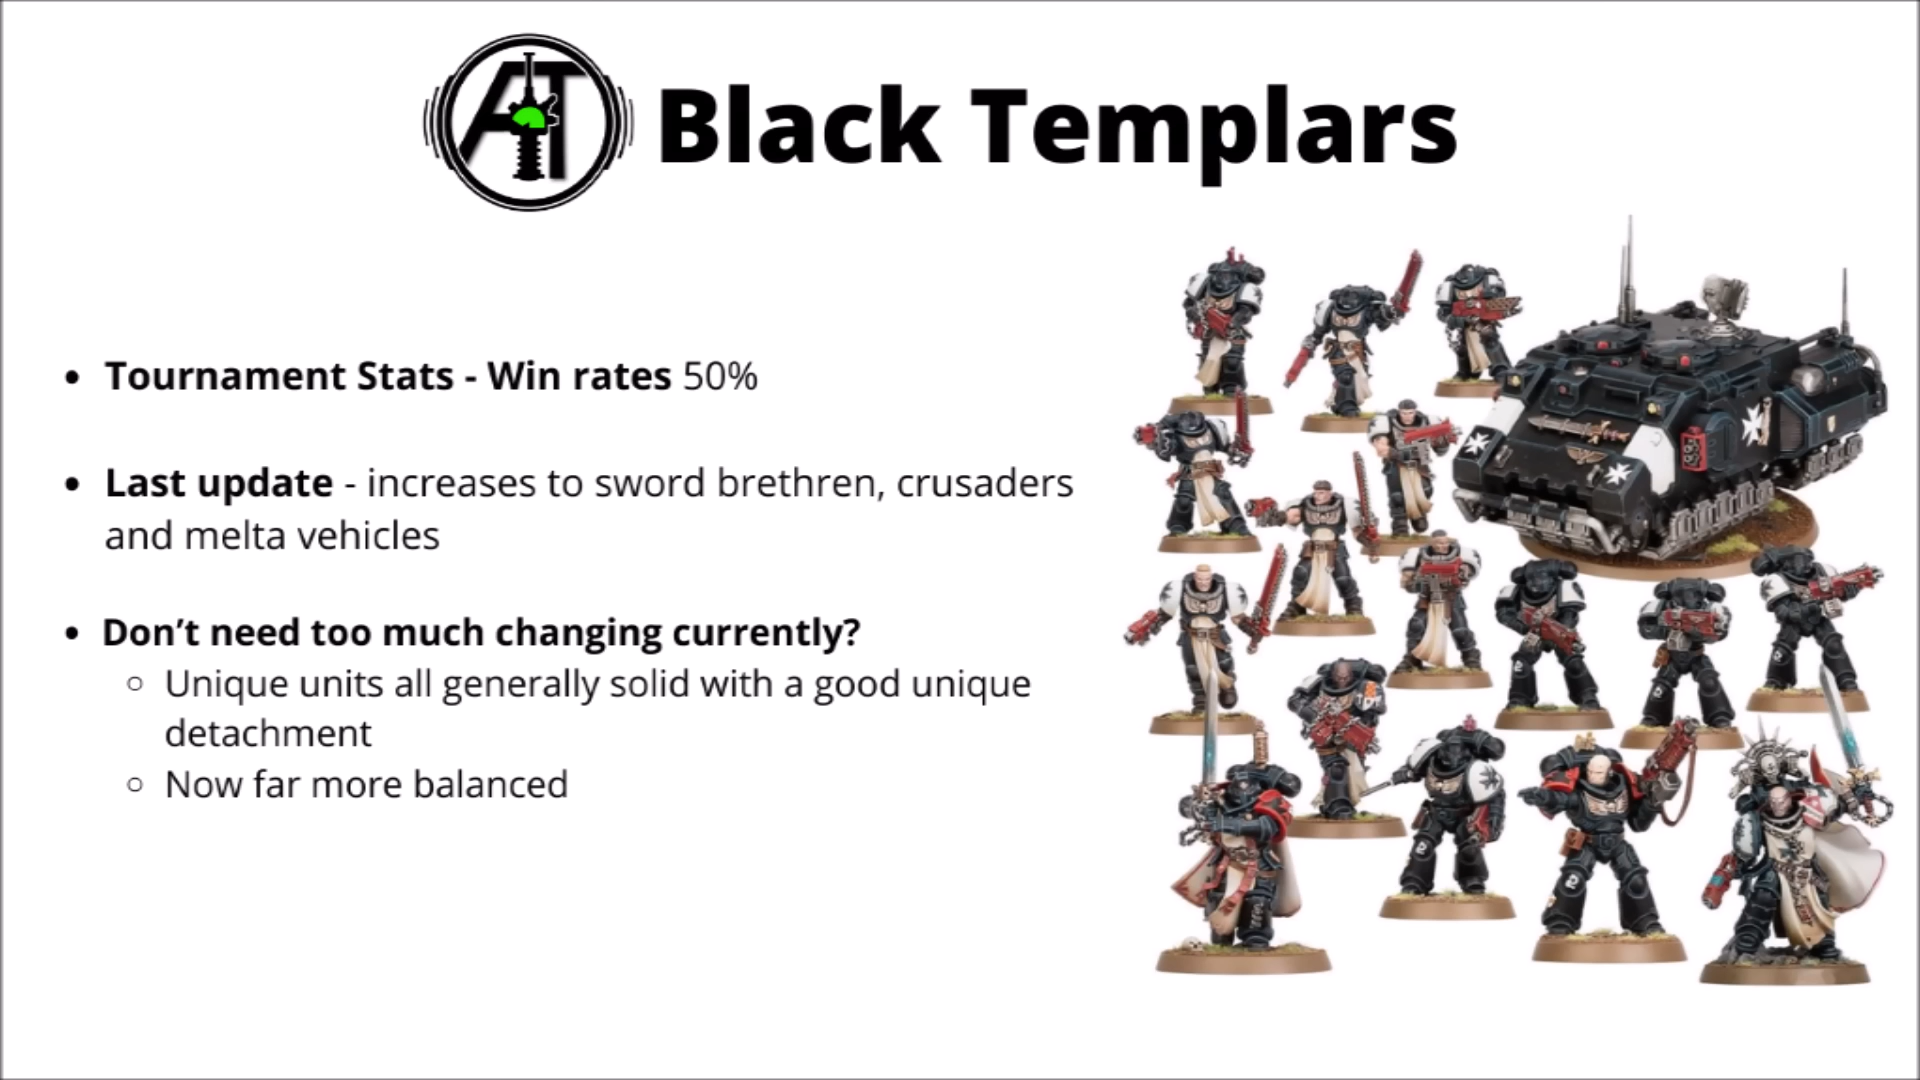 AT
Black Templars
• Tournament Stats - Win rates 50%
• Last update - increases to sword brethren, crusaders
and melta vehicles
• Don’t need too much changing currently?
○ Unique units all generally solid with a good unique
detachment
○ Now far more balanced